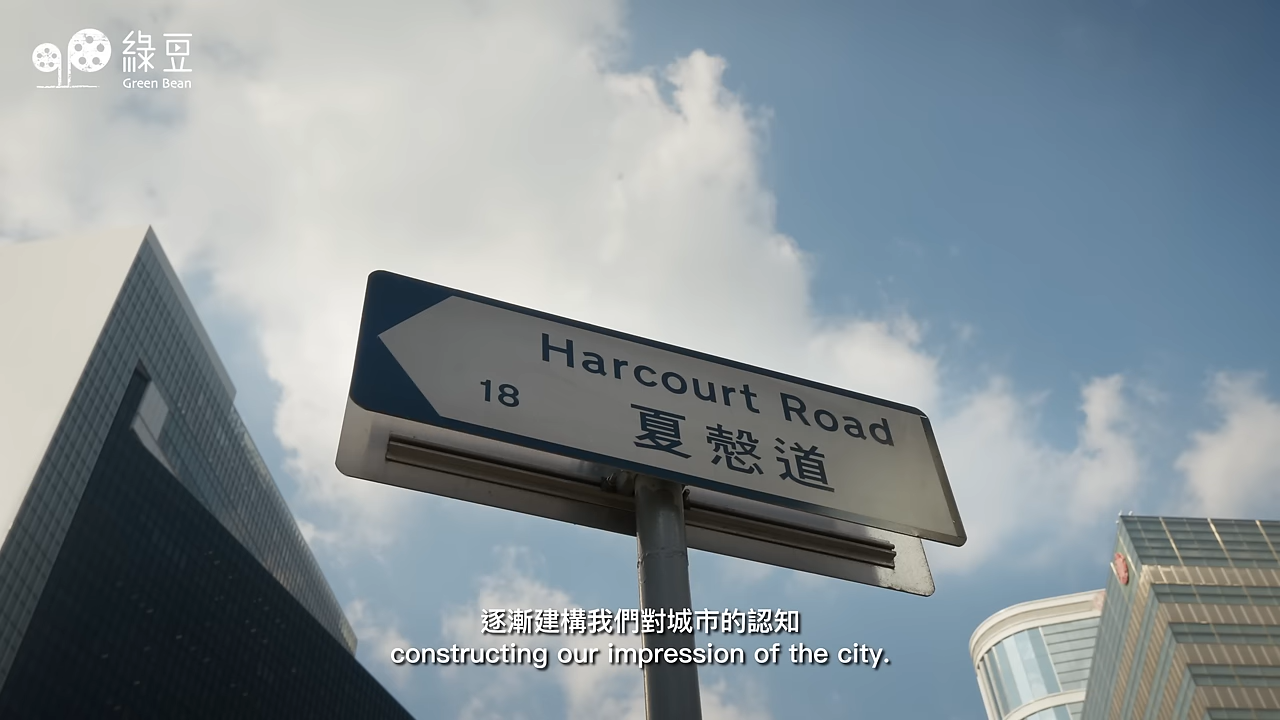 綠豆
Green Bean
Harcourt Road
18
夏慤道
逐漸建構我們對城市的認知
constructing our impression of the city.